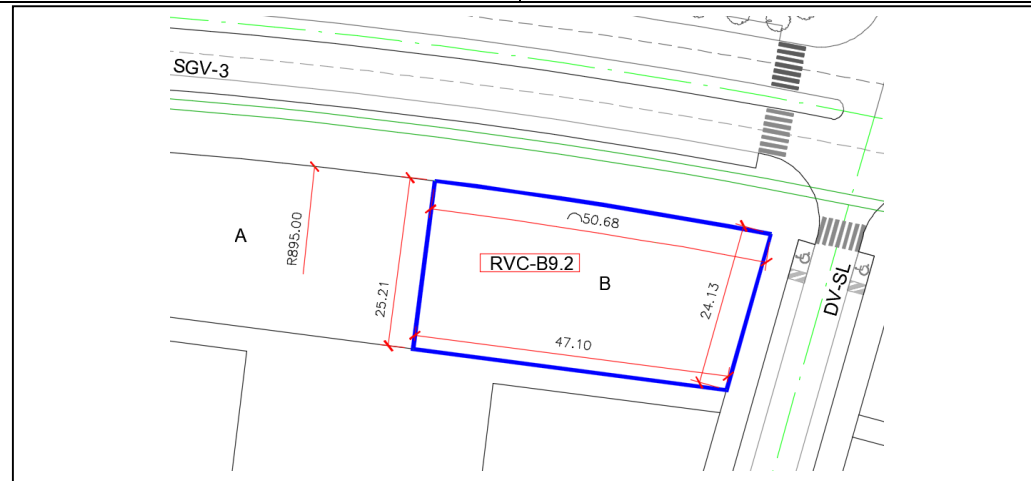 SGV-3
R895.00
A
25.21
50.68
RVC-B9.2
B
24.13
47.10
DV-SL